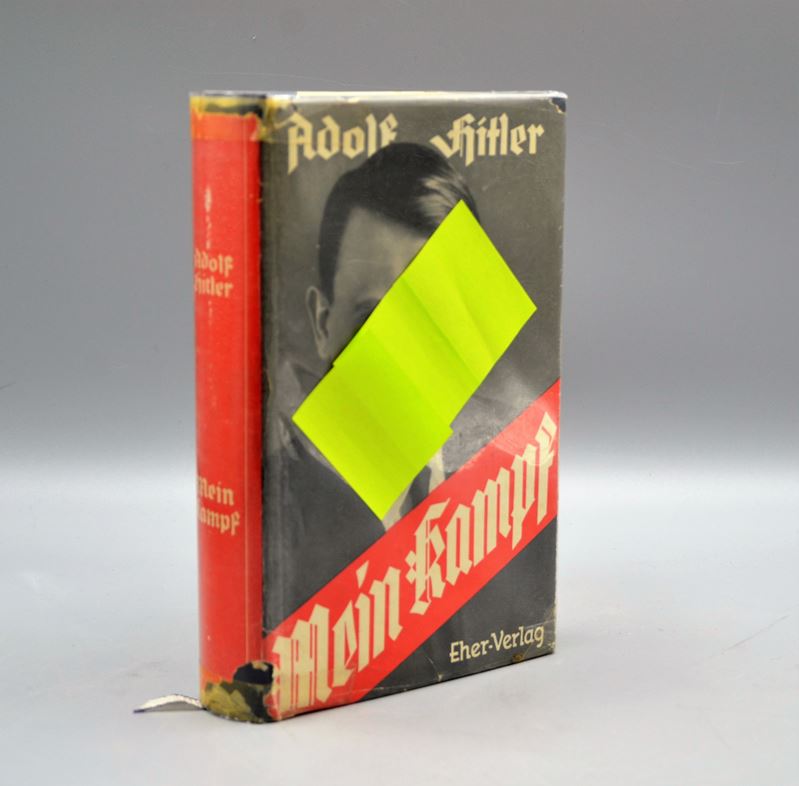 Adolf Hitler
Mein Kampf
Eher-Verlag
Adolf
Hitler
Mein
Kampf